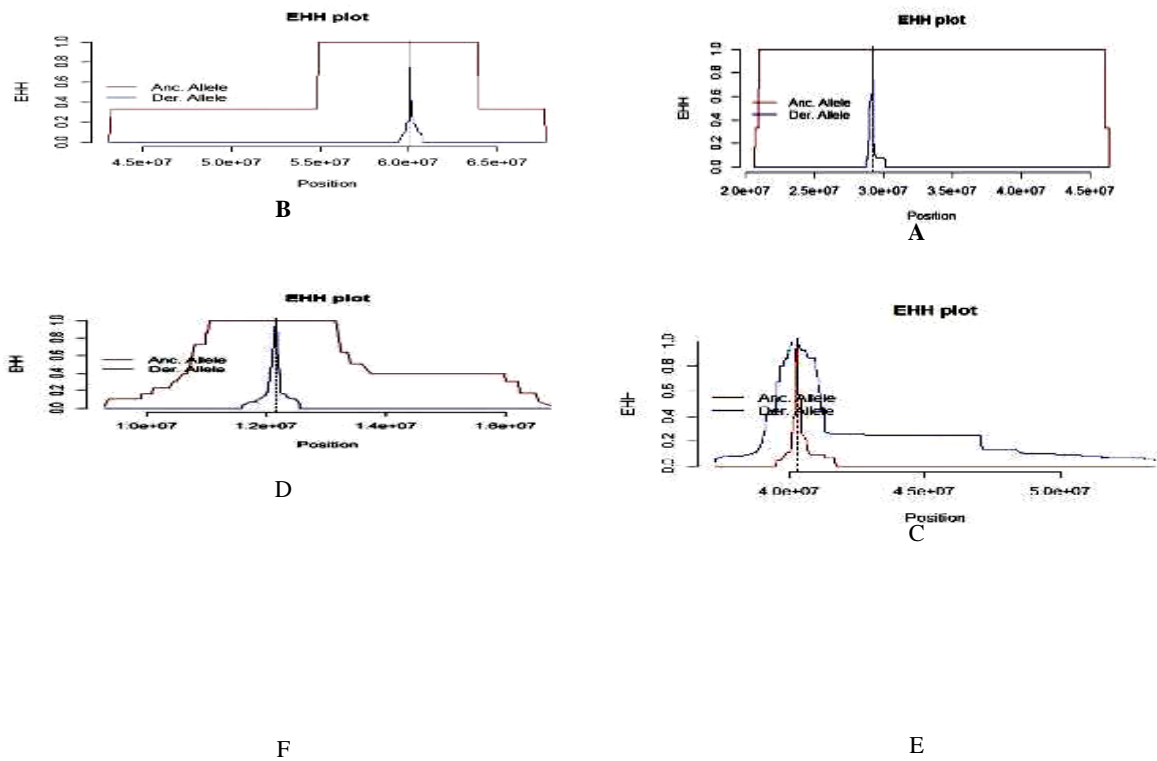 EHH plot
EHH
0.0 0.2 0.4 0.6 0.8 1.0
Anc. Allele
Der. Allele
4.5e+07 5.0e+07 5.5e+07 6.0e+07 6.5e+07
Position
B
EHH plot
EHH
0.0 0.2 0.4 0.6 0.8 1.0
Anc. Allele
Der. Allele
2.0e+07 2.5e+07 3.0e+07 3.5e+07 4.0e+07 4.5e+07
Position
A
EHH plot
EHH
0.0 0.2 0.4 0.6 0.8 1.0
Anc. Allele
Der. Allele
1.0e+07 1.2e+07 1.4e+07 1.6e+07
Position
D
EHH plot
EHH
0.0 0.2 0.4 0.6 0.8 1.0
Anc. Allele
Der. Allele
4.0e+07 4.5e+07 5.0e+07
Position
C
F
E